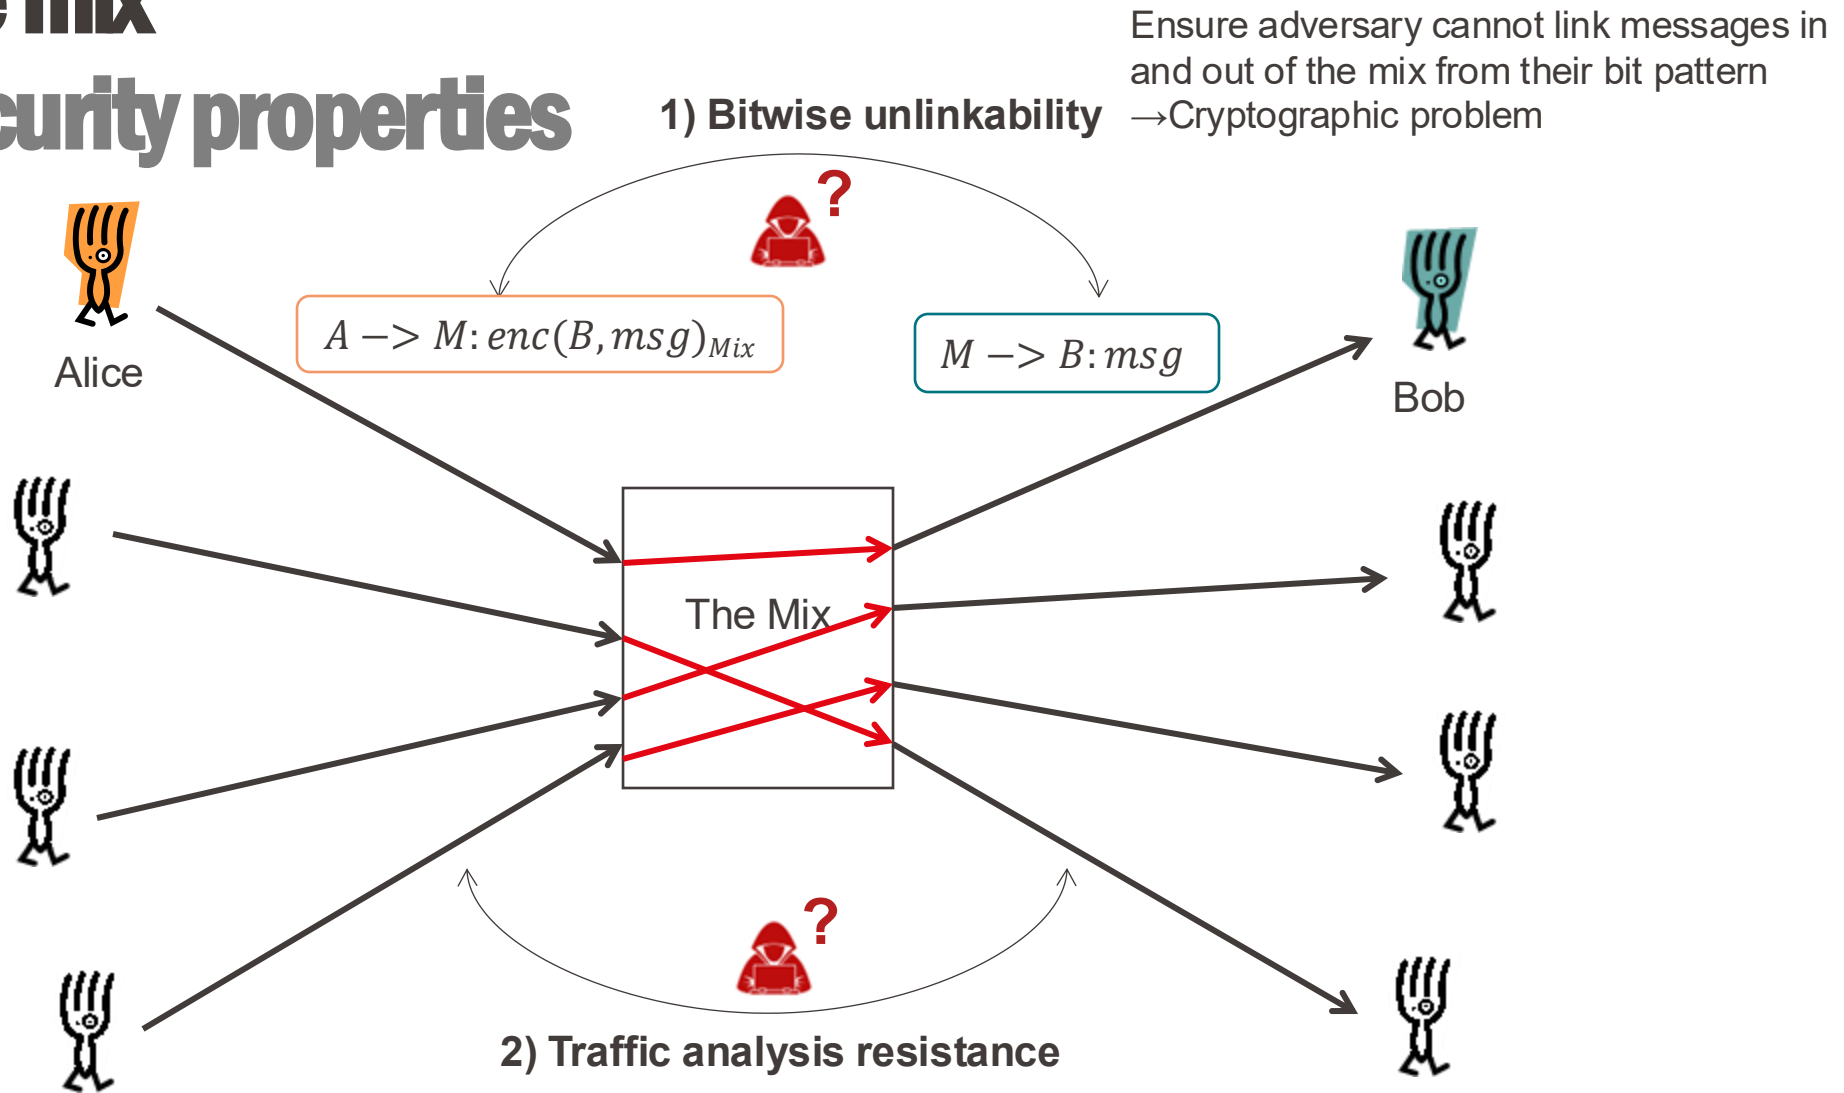 mix
curity properties
Ensure adversary cannot link messages in
and out of the mix from their bit pattern
→Cryptographic problem
1) Bitwise unlinkability
?
A −> M: enc(B, msg)Mix
M −> B: msg
Alice
Bob
The Mix
?
2) Traffic analysis resistance